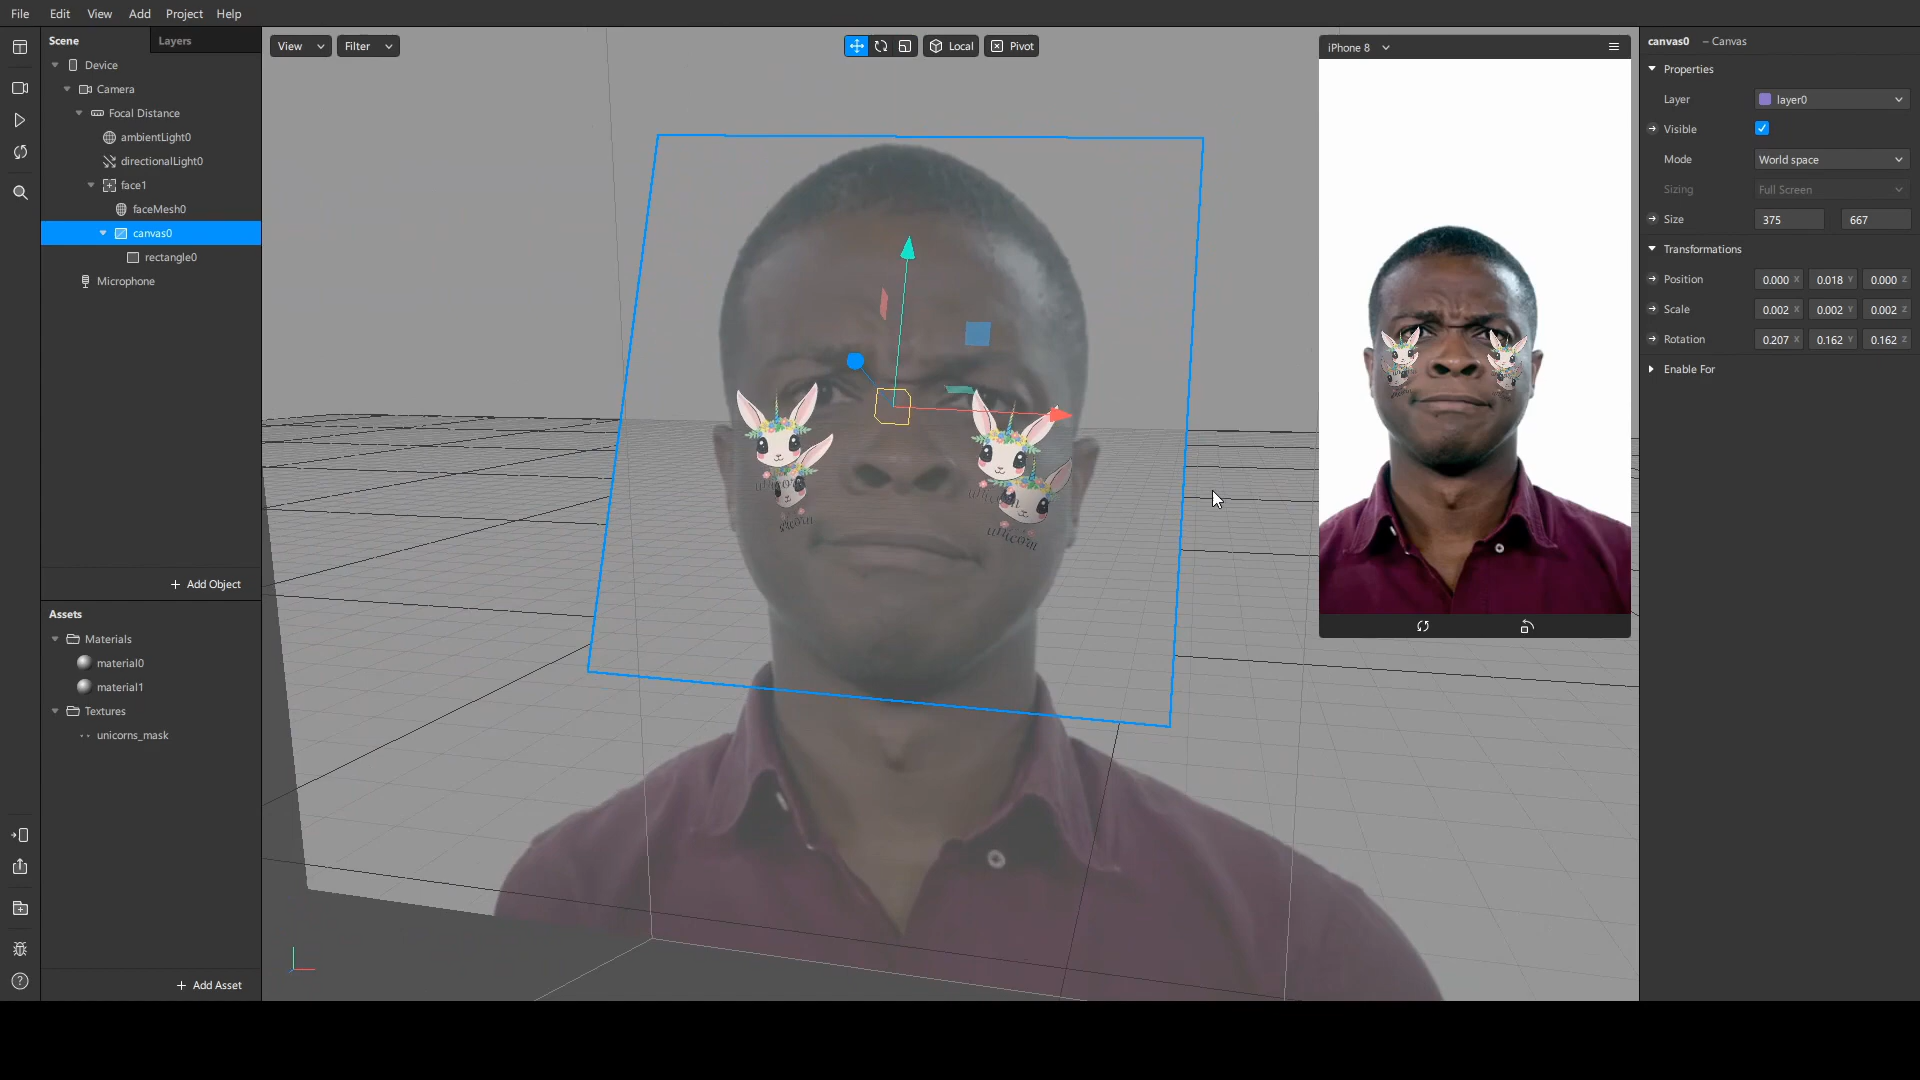 File Edit View Add Project Help
Scene Layers
Device
Camera
Focal Distance
ambientLight0
directionalLight0
face1
faceMesh0
canvas0
rectangle0
Microphone
+ Add Object
Assets
Materials
material0
material1
Textures
unicorns_mask
+ Add Asset
View Filter
Local Pivot
unicorn
unicorn
unicorn
iPhone 8
canvas0 – Canvas
Properties
Layer layer0
Visible
Mode World space
Sizing Full Screen
Size 375 667
Transformations
Position 0.000 X 0.018 Y 0.000 Z
Scale 0.002 X 0.002 Y 0.002 Z
Rotation 0.207 X 0.162 Y 0.162 Z
Enable For